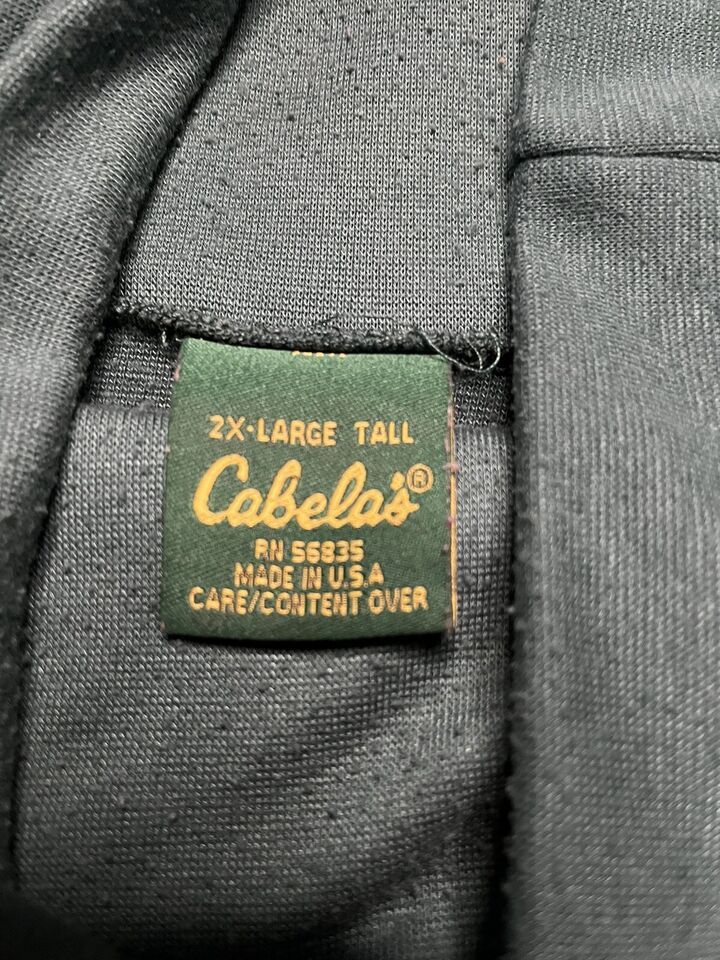 2X-LARGE TALL
Cabela's®
RN 56835
MADE IN U.S.A
CARE/CONTENT OVER